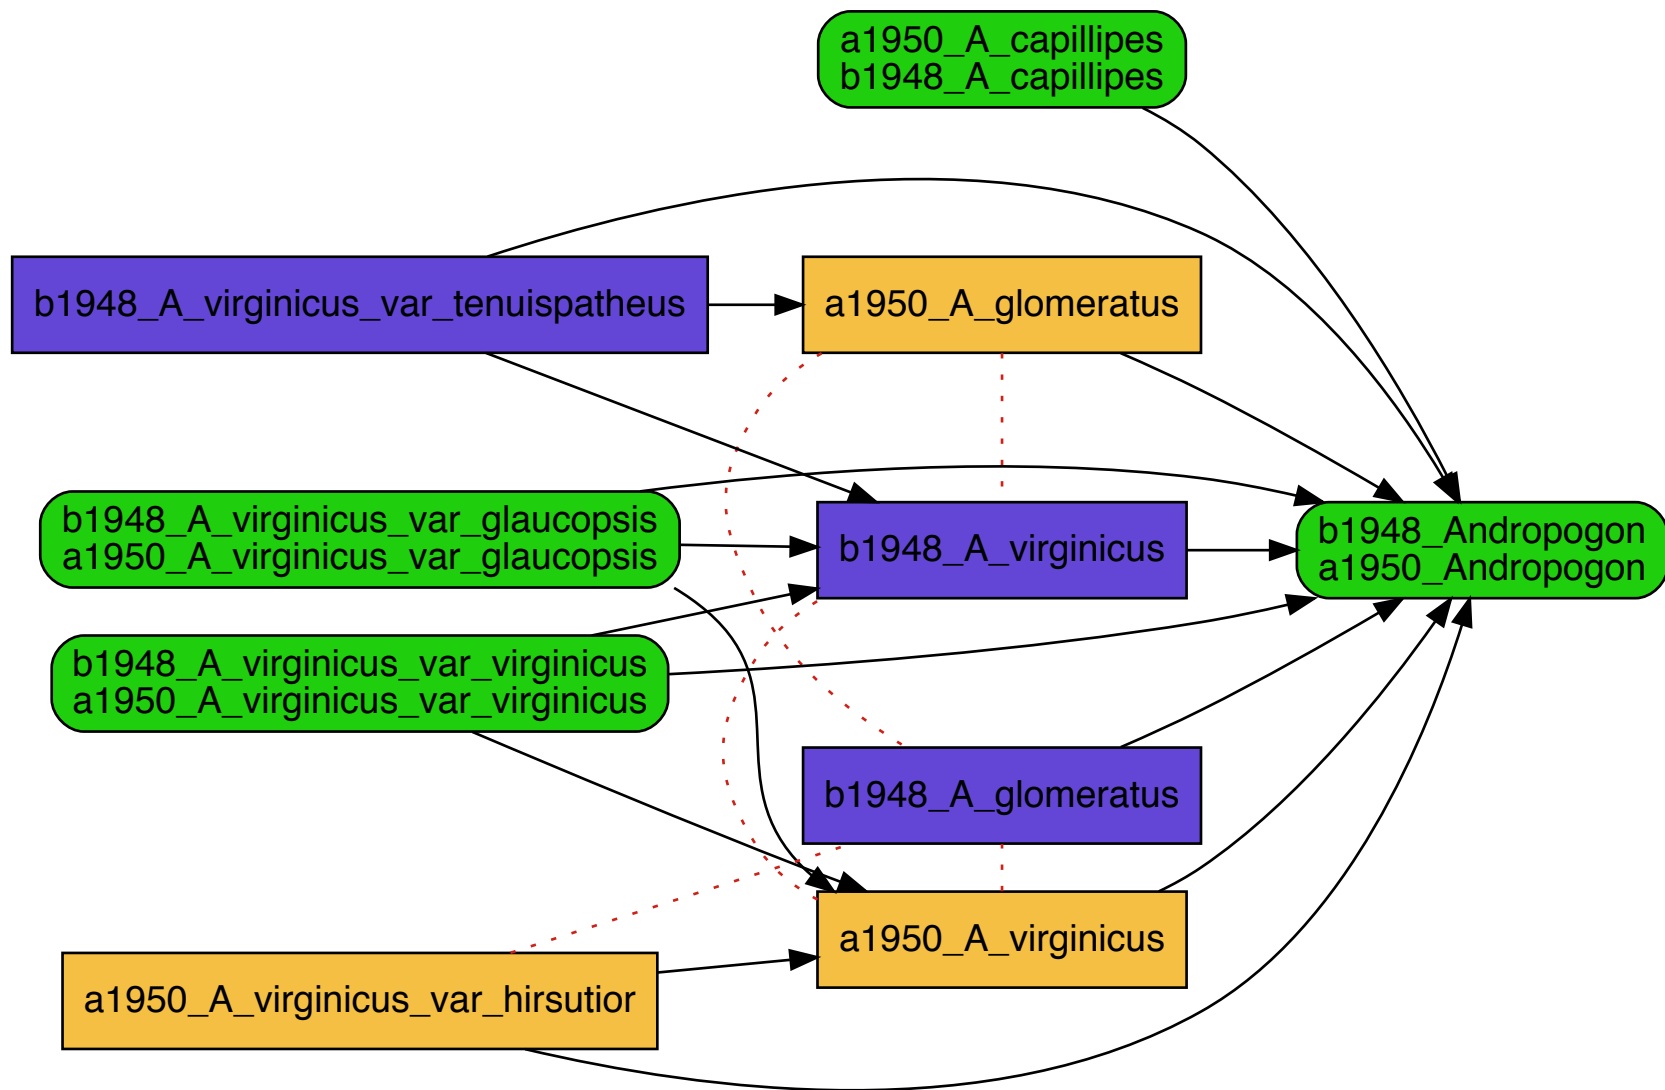 a1950_A_capillipes
b1948_A_capillipes
b1948_A_virginicus_var_tenuispatheus
a1950_A_glomeratus
b1948_A_virginicus_var_glaucopsis
a1950_A_virginicus_var_glaucopsis
b1948_A_virginicus
b1948_Andropogon
a1950_Andropogon
b1948_A_virginicus_var_virginicus
a1950_A_virginicus_var_virginicus
b1948_A_glomeratus
a1950_A_virginicus
a1950_A_virginicus_var_hirsutior